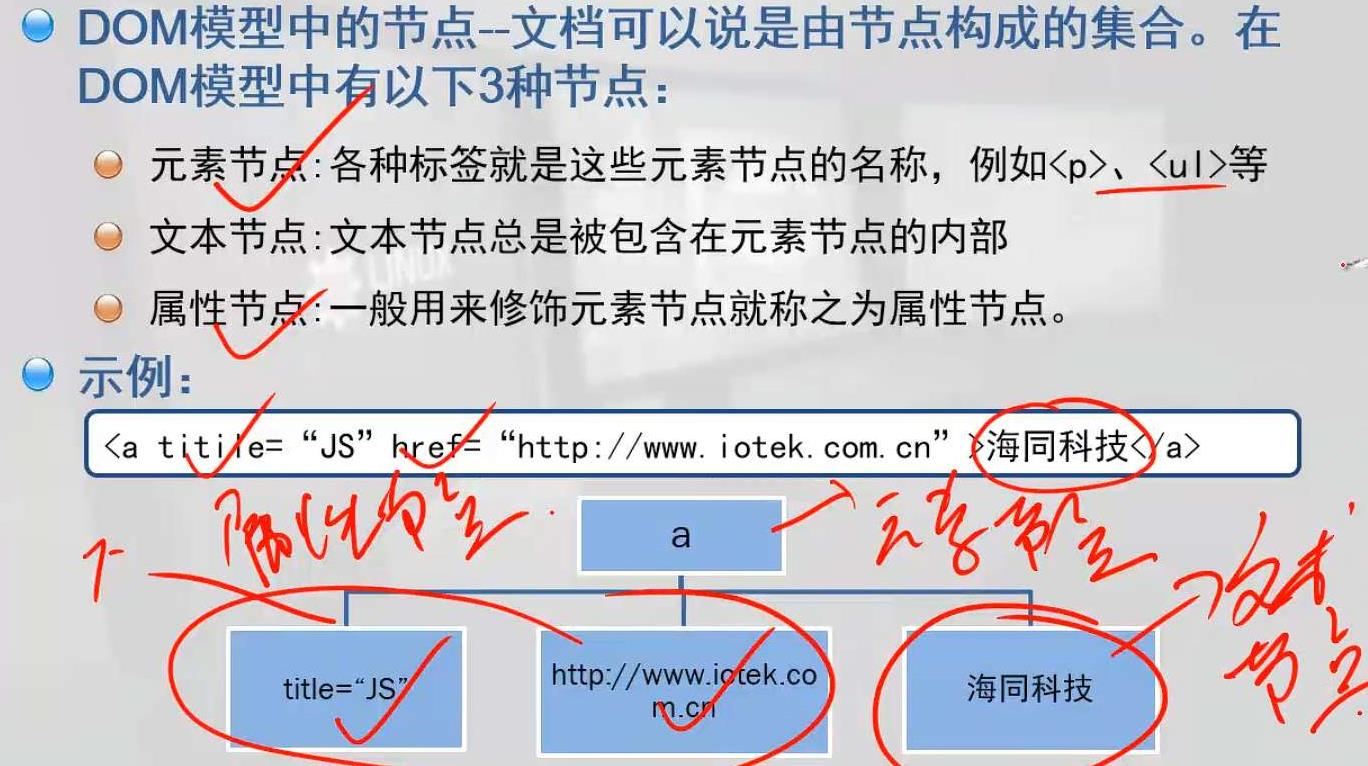 DOM模型中的节点--文档可以说是由节点构成的集合。在
DOM模型中有以下3种节点：
元素节点：各种标签就是这些元素节点的名称，例如<p>、<ul>等
文本节点：文本节点总是被包含在元素节点的内部
属性节点：一般用来修饰元素节点就称之为属性节点。
示例：
<a titile= “JS” href= “http://www.iotek.com.cn” >海同科技</a>
属性节点.
a
元素节点
文本
节点.
title=“JS”
http://www.iotek.co
m.cn
海同科技